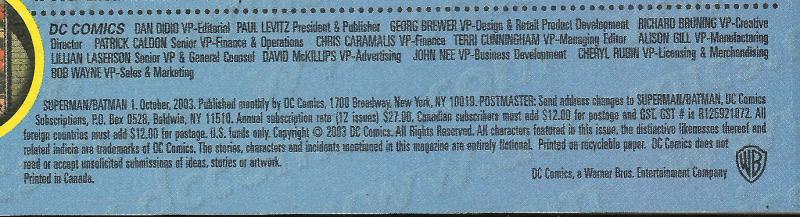 DC COMICS DAN DIDIO VP-Editorial PAUL LEVITZ President & Publisher GEORG BREWER VP-Design & Retail Product Development RICHARD BRUNING VP-Creative
Director PATRICK CALDON Senior VP-Finance & Operations CHRIS CARAMALIS VP-Finance TERRI CUNNINGHAM VP-Managing Editor ALISON GILL VP-Manufacturing
LILLIAN LASERSON Senior VP & General Counsel DAVID McKILLIPS VP-Advertising JOHN NEE VP-Business Development CHERYL RUBIN VP-Licensing & Merchandising
BOB WAYNE VP-Sales & Marketing
SUPERMAN/BATMAN 1. October, 2003. Published monthly by DC Comics, 1700 Broadway, New York, NY 10019. POSTMASTER: Send address changes to SUPERMAN/BATMAN, DC Comics
Subscriptions, P.O. Box 0528, Baldwin, NY 11510. Annual subscription rate (12 issues) $27.00. Canadian subscribers must add $12.00 for postage and GST. GST # is R125921072. All
foreign countries must add $12.00 for postage. U.S. funds only. Copyright © 2003 DC Comics. All Rights Reserved. All characters featured in this issue, the distinctive likenesses thereof and
related indicia are trademarks of DC Comics. The stories, characters and incidents mentioned in this magazine are entirely fictional. Printed on recyclable paper. DC Comics does not
read or accept unsolicited submissions of ideas, stories or artwork.
Printed in Canada.
DC Comics, a Warner Bros. Entertainment Company
WB